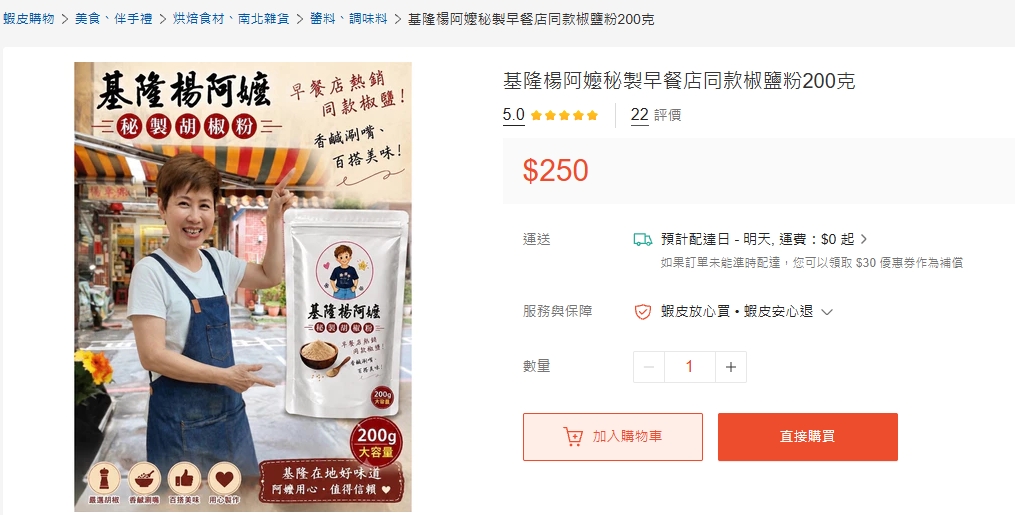 蝦皮購物 > 美食、伴手禮 > 烘焙食材、南北雜貨 > 醬料、調味料 > 基隆楊阿嬤秘製早餐店同款椒鹽粉200克
基隆楊阿嬤
秘製胡椒粉
早餐店熱銷
同款椒鹽!
香鹹涮嘴、
百搭美味!
基隆楊阿嬤
秘製胡椒粉
早餐店熱銷
同款椒鹽!
香鹹涮嘴、
百搭美味!
200g
大容量
200g
大容量
嚴選胡椒
香鹹涮嘴
百搭美味
用心製作
基隆在地好味道
阿嬤用心·值得信賴
基隆楊阿嬤秘製早餐店同款椒鹽粉200克
5.0
22 評價
$250
運送
預計配達日 - 明天, 運費：$0 起
如果訂單未能準時配達，您可以領取 $30 優惠券作為補償
服務與保障
蝦皮放心買 • 蝦皮安心退
數量
1
加入購物車
直接購買